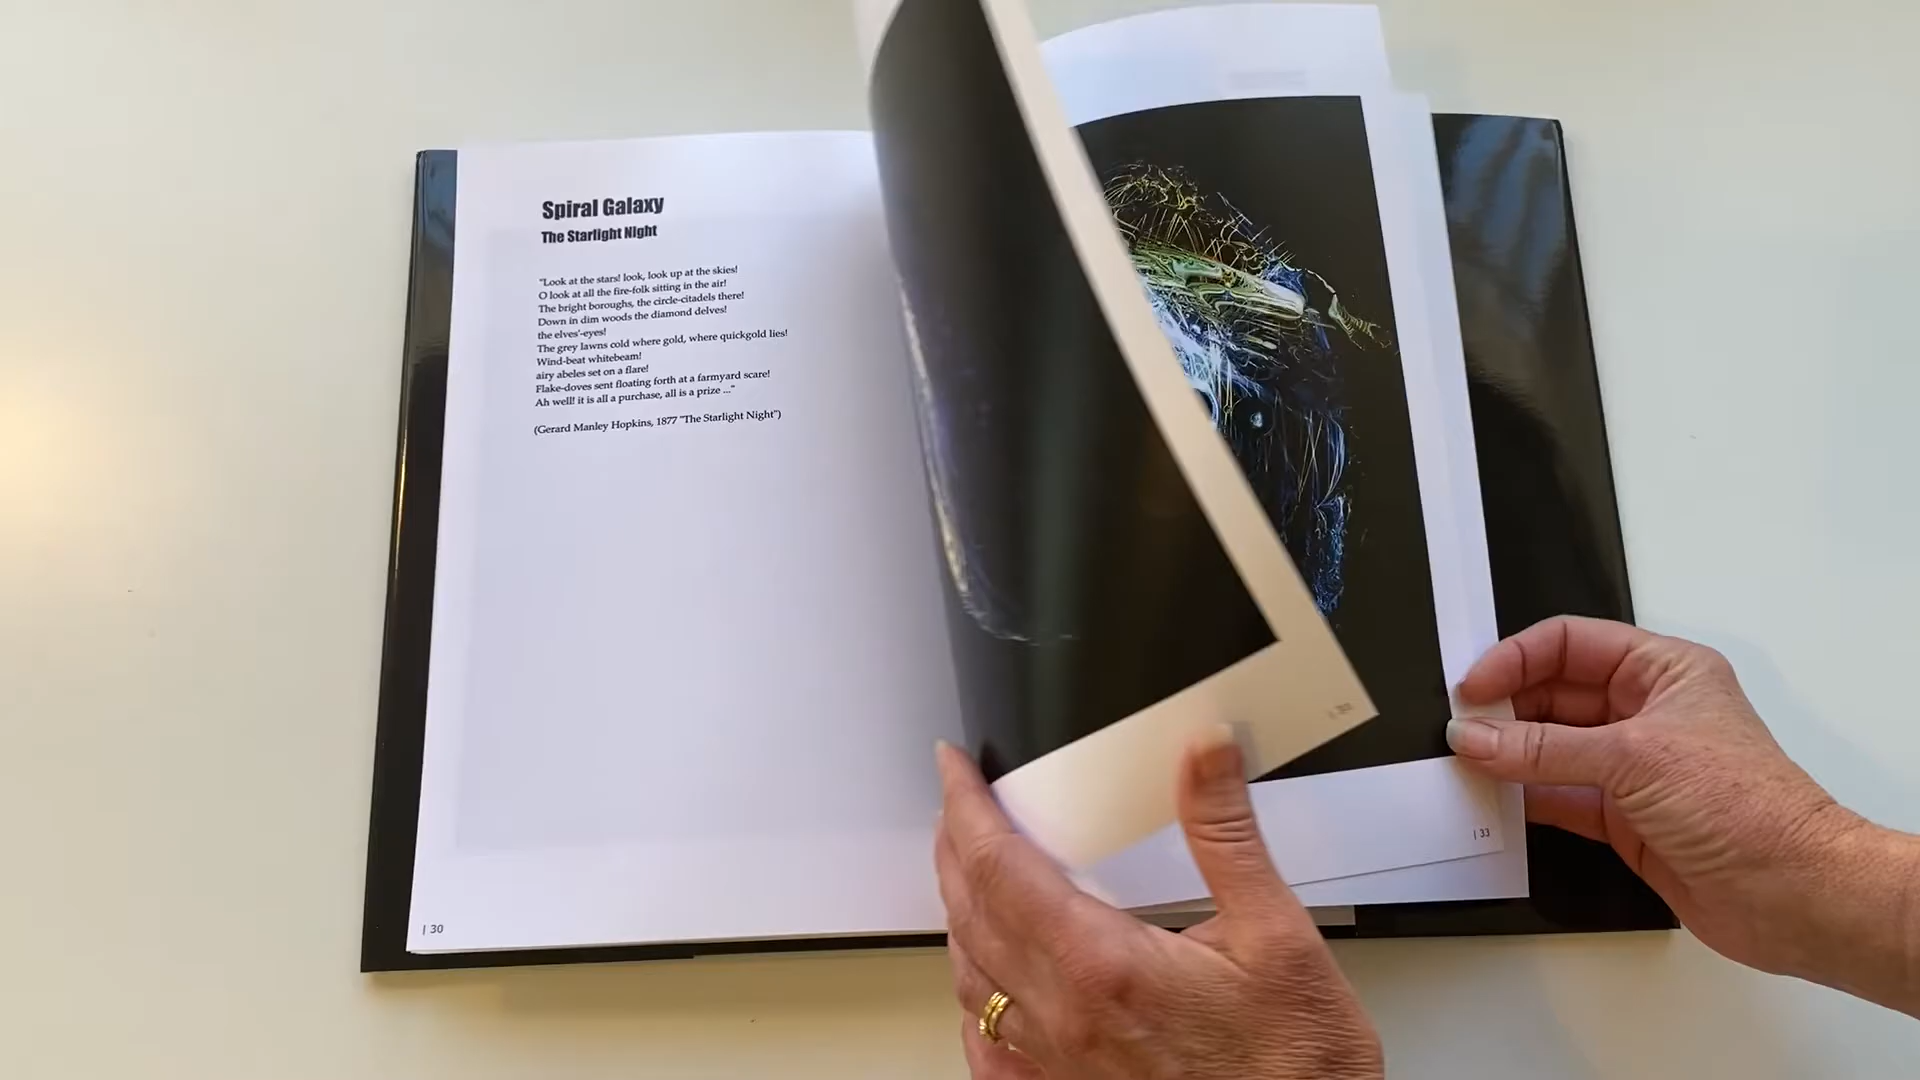 Spiral Galaxy
The Starlight Night
"Look at the stars! look, look up at the skies!
O look at all the fire-folk sitting in the air!
The bright boroughs, the circle-citadels there!
Down in dim woods the diamond delves!
the elves'-eyes!
The grey lawns cold where gold, where quickgold lies!
Wind-beat whitebeam!
airy abeles set on a flare!
Flake-doves sent floating forth at a farmyard scare!
Ah well! it is all a purchase, all is a prize ..."
(Gerard Manley Hopkins, 1877 "The Starlight Night")
| 30
| 33